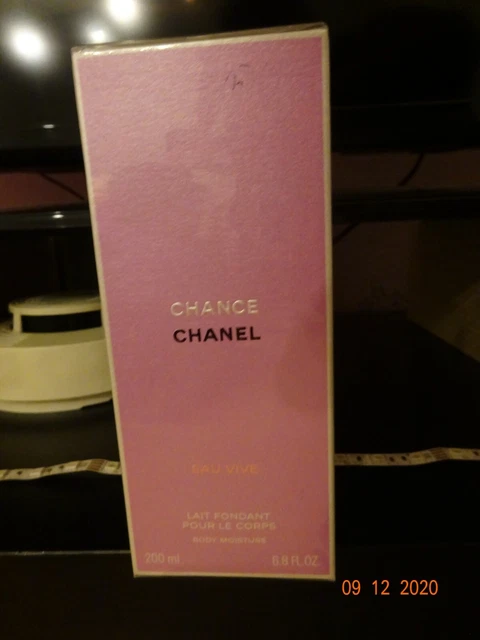 CHANCE
CHANEL
EAU VIVE
LAIT FONDANT
POUR LE CORPS
BODY MOISTURE
200 ml 6.8 FL.OZ.
09 12 2020